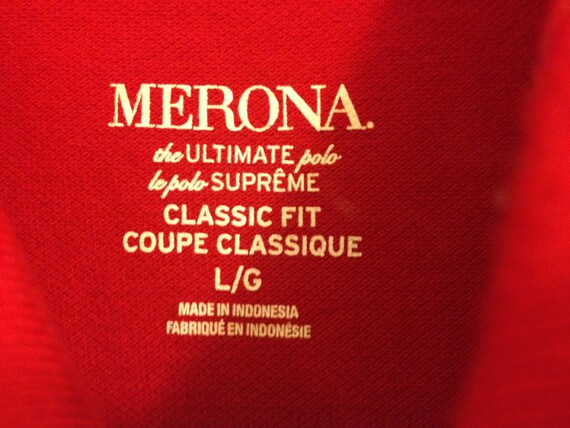 MERONA.
the ULTIMATE polo
le polo SUPRÊME
CLASSIC FIT
COUPE CLASSIQUE
L/G
MADE IN INDONESIA
FABRIQUÉ EN INDONÉSIE